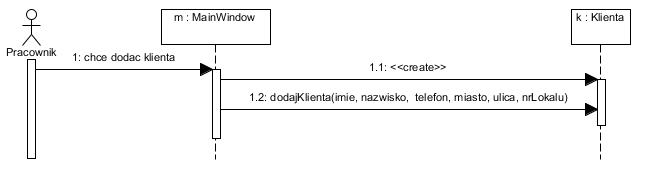 m : MainWindow
k : Klienta
Pracownik
1: chce dodac klienta
1.1: <<create>>
1.2: dodajKlienta(imie, nazwisko, telefon, miasto, ulica, nrLokalu)